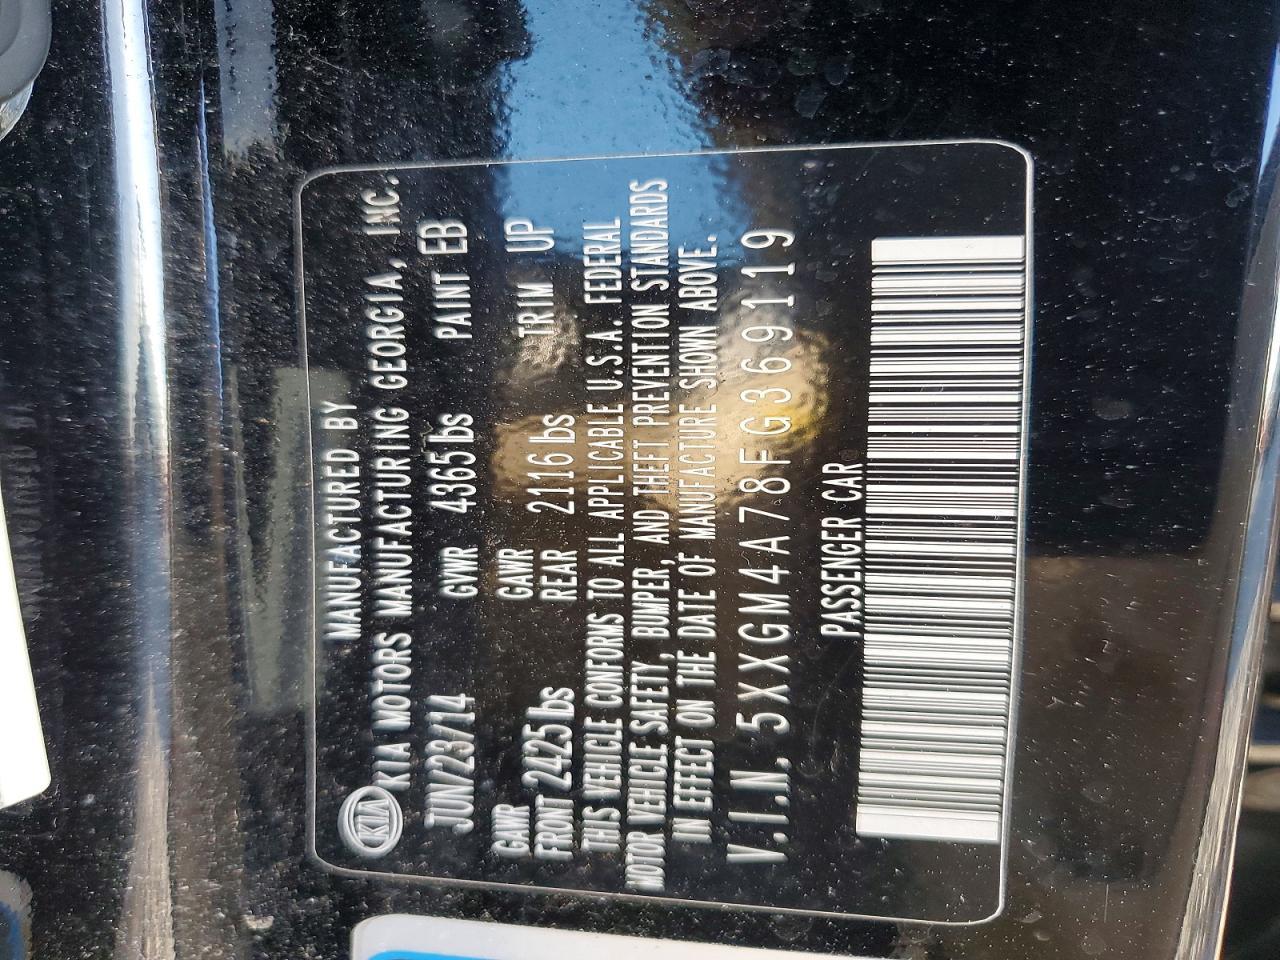 MANUFACTURED BY
KIA KIA MOTORS MANUFACTURING GEORGIA, INC.
JUN/23/14 GVWR 4365 lbs PAINT EB
GAWR FRONT 2425 lbs GAWR REAR 2116 lbs TRIM UP
THIS VEHICLE CONFORMS TO ALL APPLICABLE U.S.A. FEDERAL
MOTOR VEHICLE SAFETY, BUMPER, AND THEFT PREVENTION STANDARDS
IN EFFECT ON THE DATE OF MANUFACTURE SHOWN ABOVE.
V.I.N. 5XXGM4A78FG369119
PASSENGER CAR